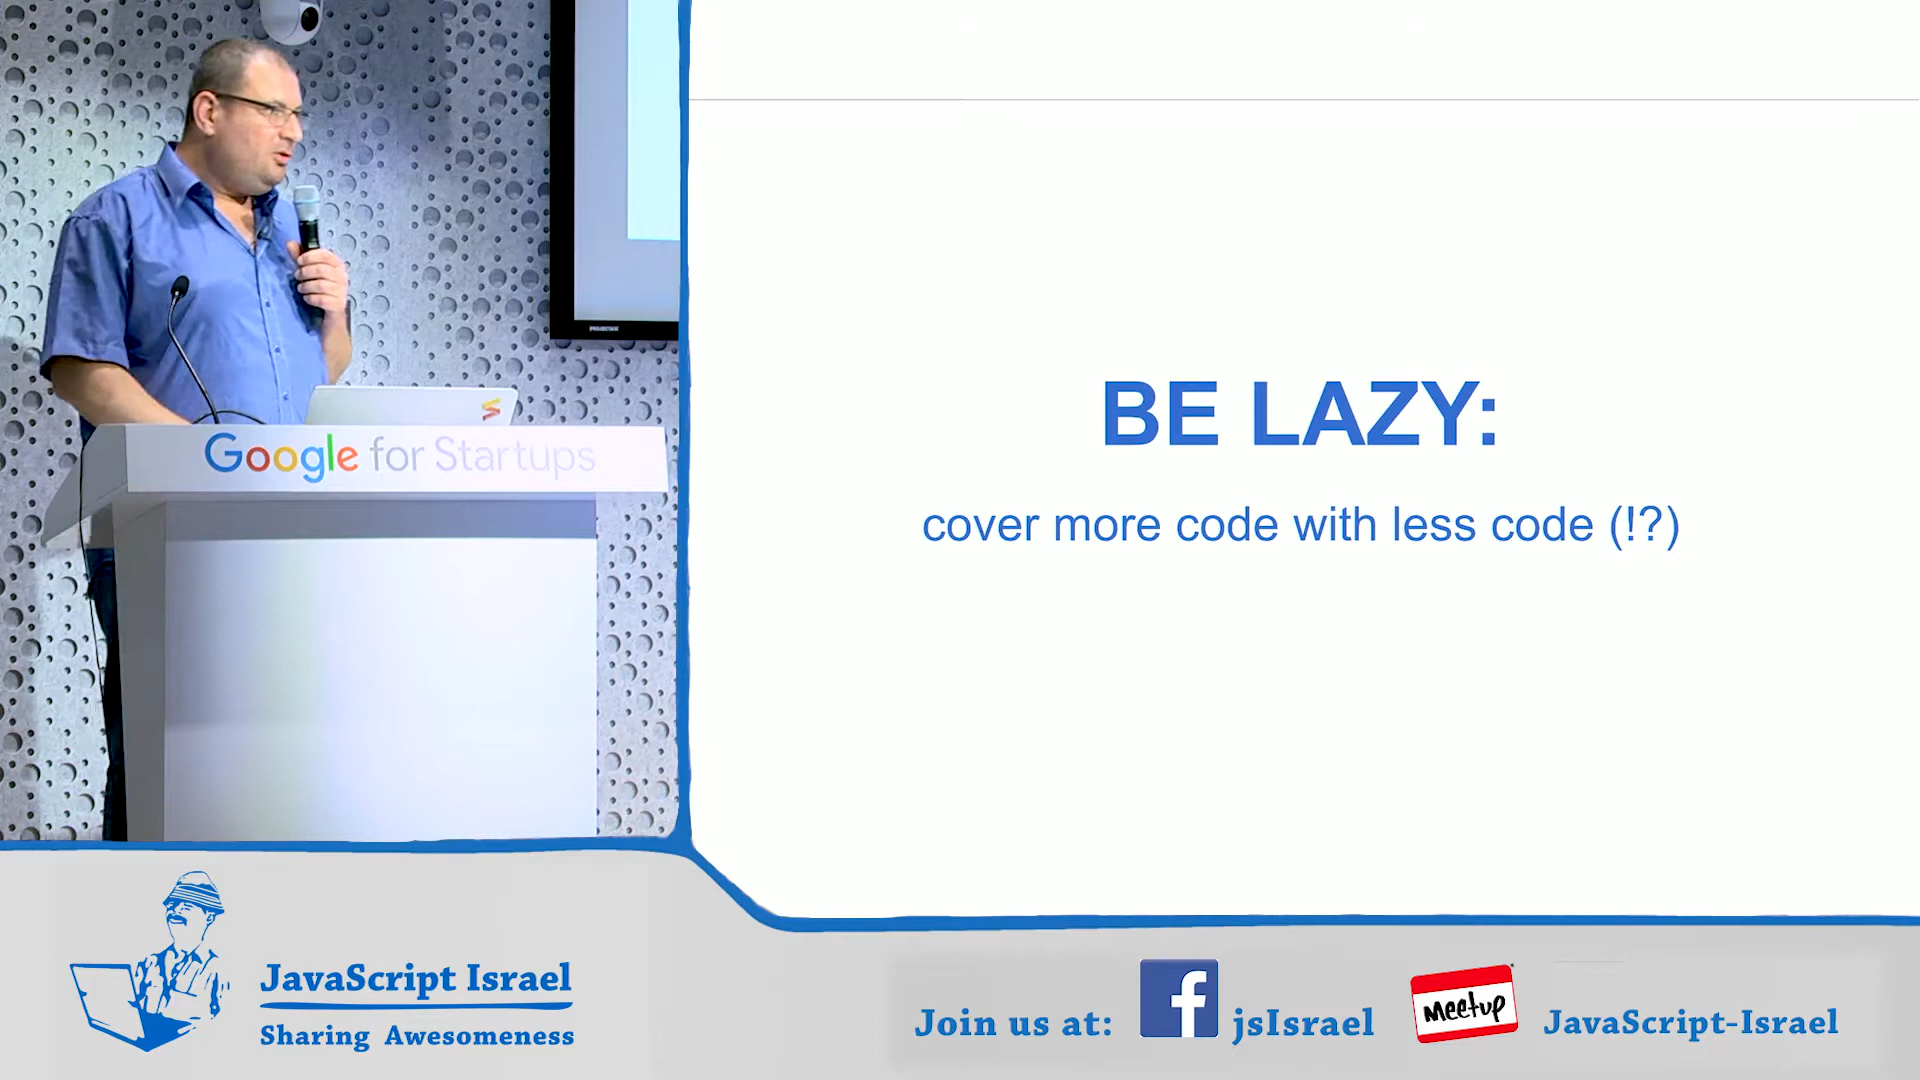 Google for Startups
BE LAZY:
cover more code with less code (!?)
JavaScript Israel
Sharing Awesomeness
Join us at:
jsIsrael
Meetup
JavaScript-Israel